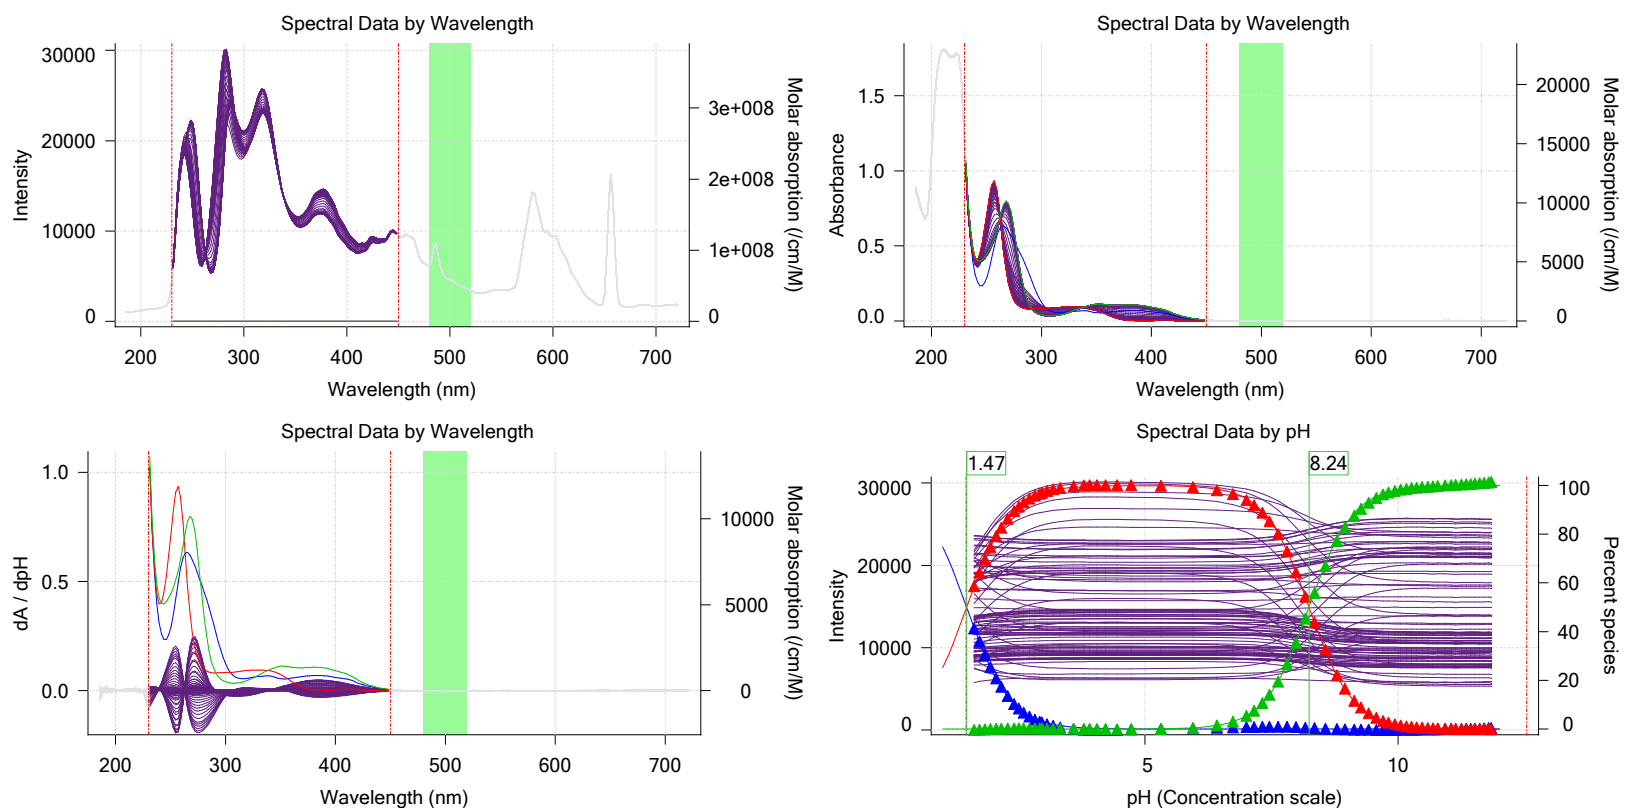 Spectral Data by Wavelength
30000
20000
10000
0
Intensity
3e+008
2e+008
1e+008
0
Molar absorption (/cm/M)
200 300 400 500 600 700
Wavelength (nm)
Spectral Data by Wavelength
1.5
1.0
0.5
0.0
Absorbance
20000
15000
10000
5000
0
Molar absorption (/cm/M)
200 300 400 500 600 700
Wavelength (nm)
Spectral Data by Wavelength
1.0
0.5
0.0
dA / dpH
10000
5000
0
Molar absorption (/cm/M)
200 300 400 500 600 700
Wavelength (nm)
Spectral Data by pH
1.47 8.24
30000
20000
10000
0
Intensity
100
80
60
40
20
0
Percent species
5 10
pH (Concentration scale)